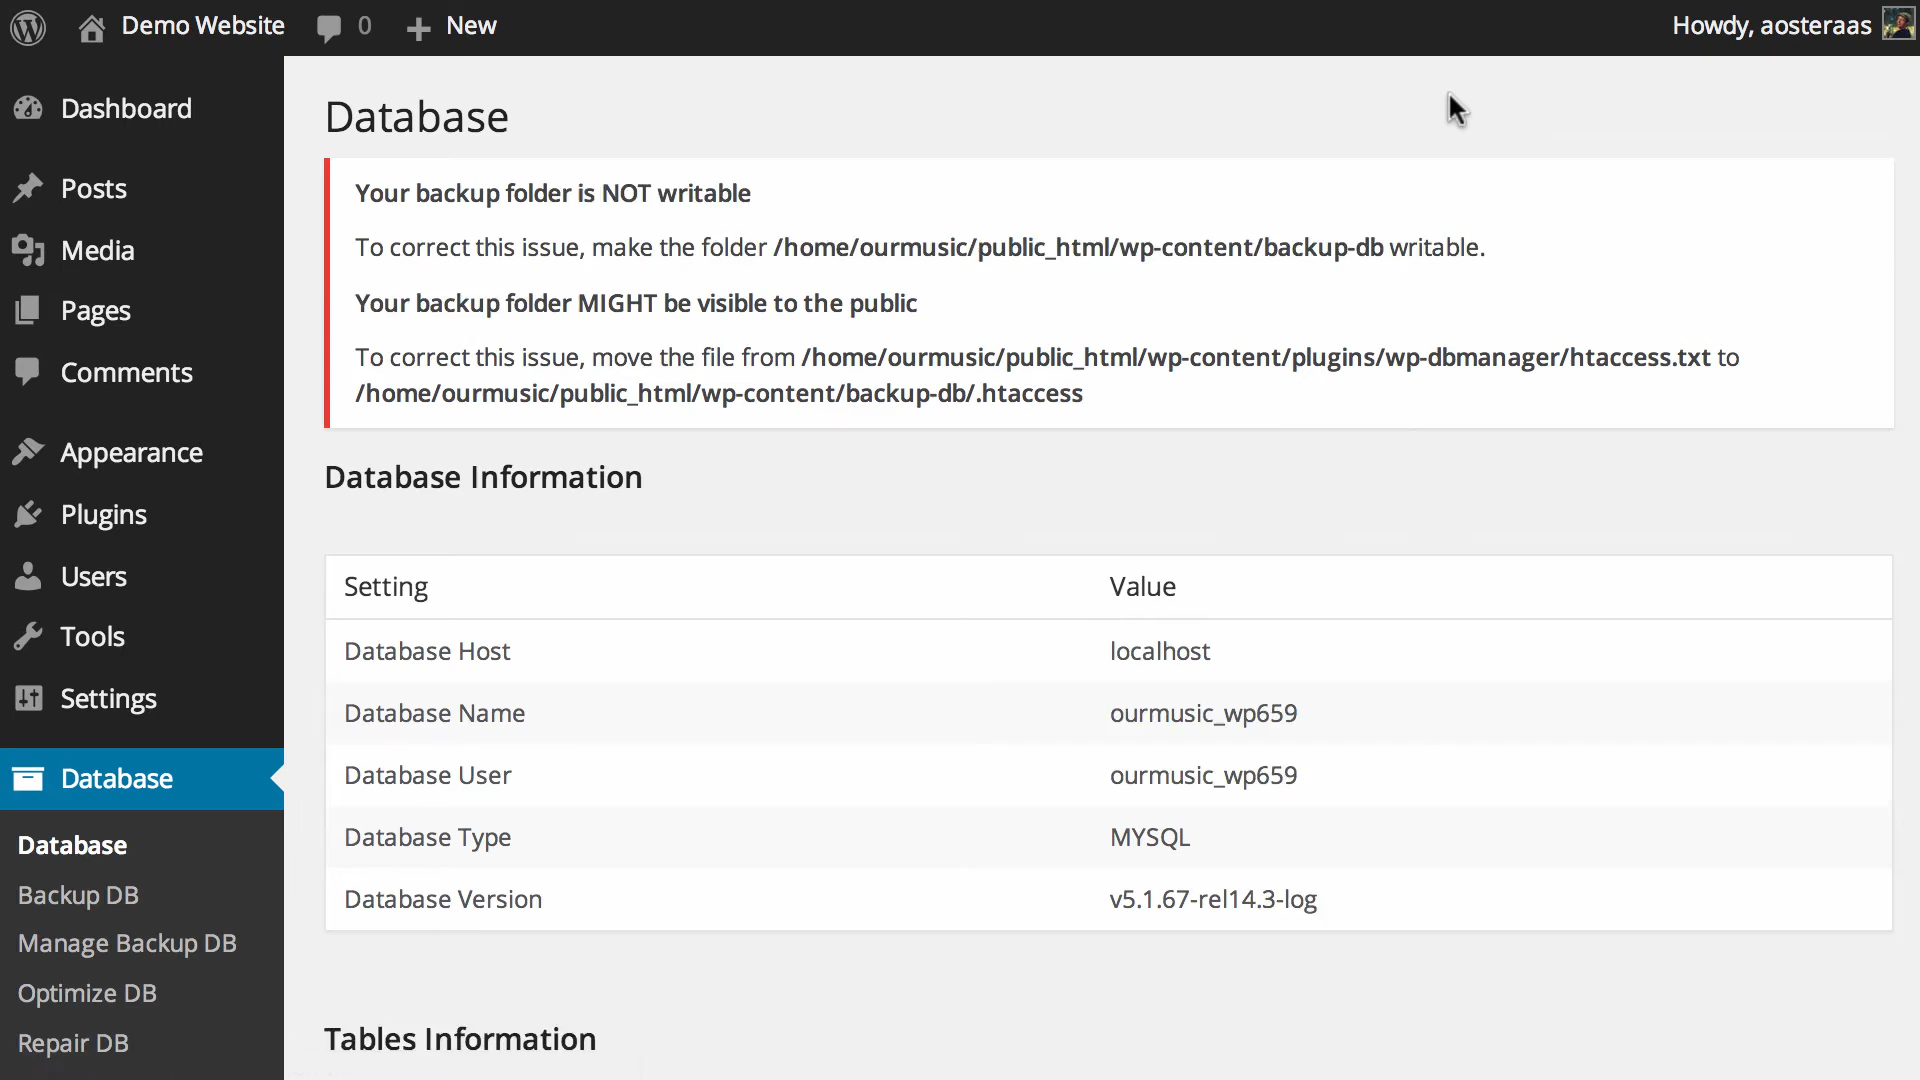 Demo Website 0 New Howdy, aosteraas
Dashboard
Posts
Media
Pages
Comments
Appearance
Plugins
Users
Tools
Settings
Database
Database
Backup DB
Manage Backup DB
Optimize DB
Repair DB
Database
Your backup folder is NOT writable
To correct this issue, make the folder /home/ourmusic/public_html/wp-content/backup-db writable.
Your backup folder MIGHT be visible to the public
To correct this issue, move the file from /home/ourmusic/public_html/wp-content/plugins/wp-dbmanager/htaccess.txt to
/home/ourmusic/public_html/wp-content/backup-db/.htaccess
Database Information
Setting Value
Database Host localhost
Database Name ourmusic_wp659
Database User ourmusic_wp659
Database Type MYSQL
Database Version v5.1.67-rel14.3-log
Tables Information